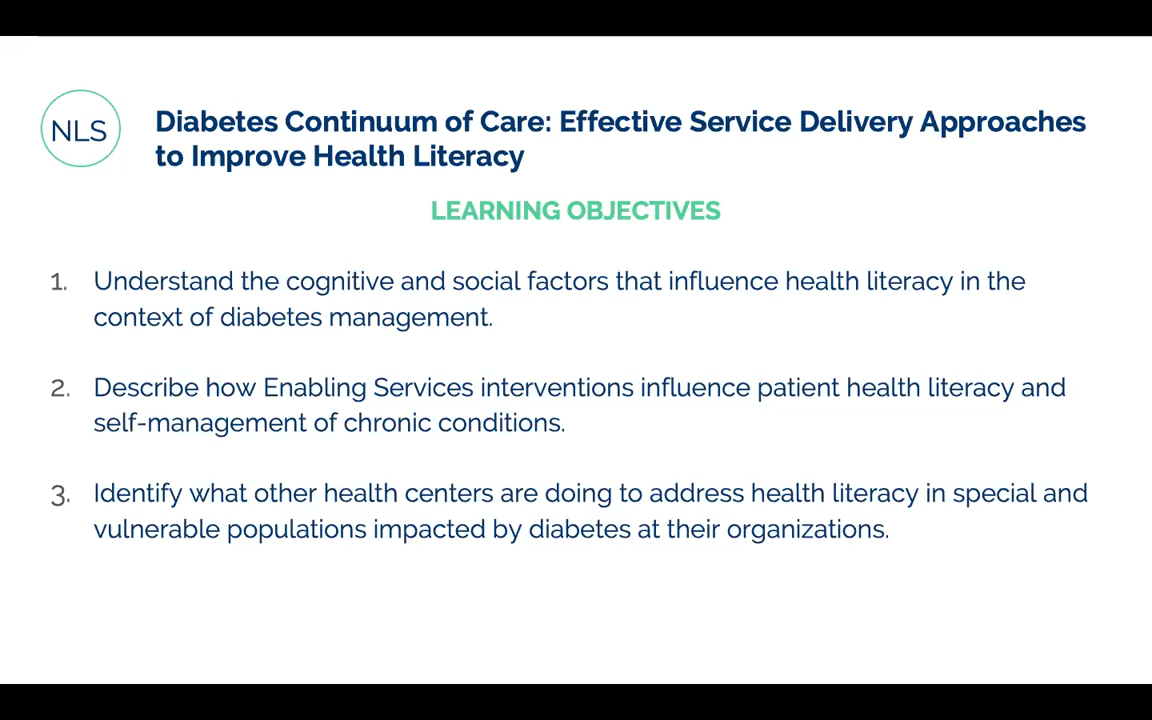 NLS
Diabetes Continuum of Care: Effective Service Delivery Approaches
to Improve Health Literacy
LEARNING OBJECTIVES
1. Understand the cognitive and social factors that influence health literacy in the
context of diabetes management.
2. Describe how Enabling Services interventions influence patient health literacy and
self-management of chronic conditions.
3. Identify what other health centers are doing to address health literacy in special and
vulnerable populations impacted by diabetes at their organizations.